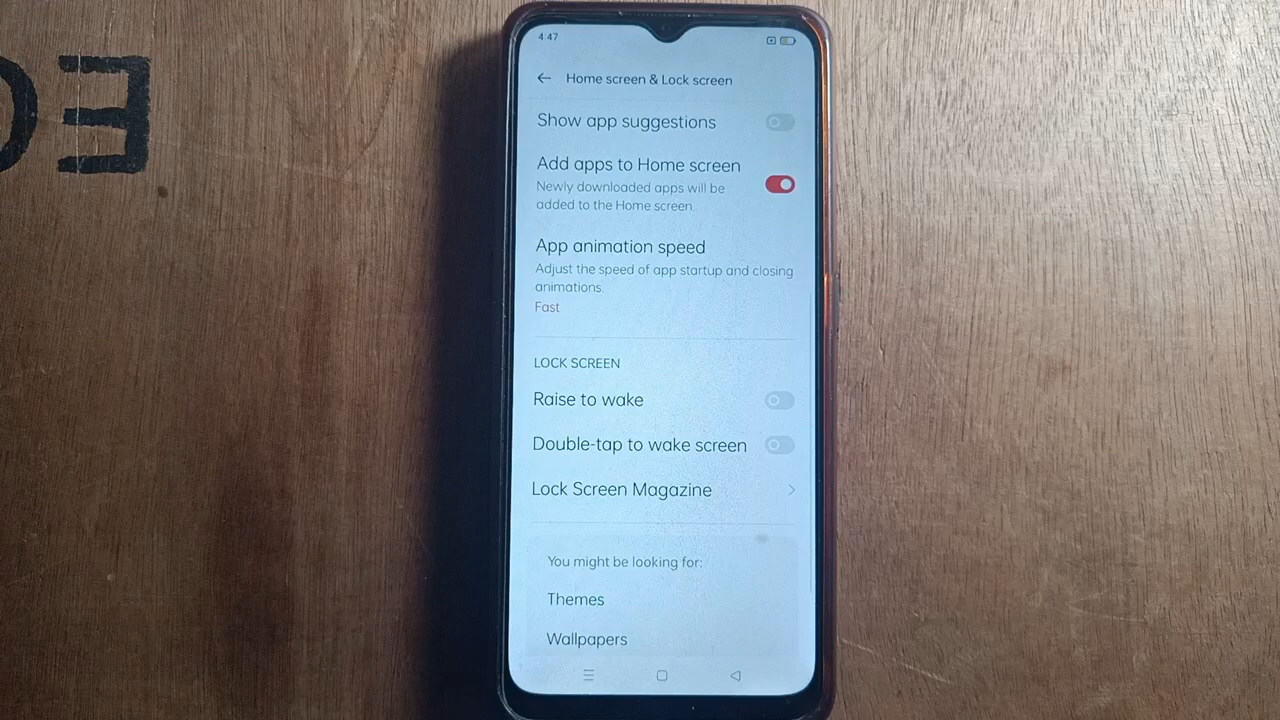 4:47
Home screen & Lock screen
Show app suggestions
Add apps to Home screen
Newly downloaded apps will be
added to the Home screen.
App animation speed
Adjust the speed of app startup and closing
animations.
Fast
LOCK SCREEN
Raise to wake
Double-tap to wake screen
Lock Screen Magazine
You might be looking for:
Themes
Wallpapers